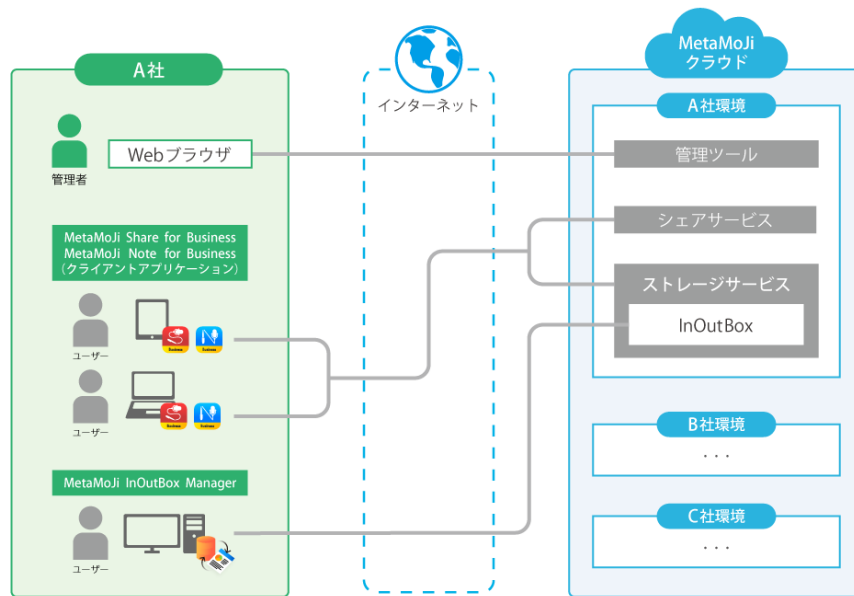 A社
インターネット
MetaMoJi
クラウド
A社環境
管理者
Webブラウザ
管理ツール
MetaMoJi Share for Business
MetaMoJi Note for Business
（クライアントアプリケーション）
シェアサービス
ストレージサービス
InOutBox
ユーザー
Business
ユーザー
Business
B社環境
・・・
MetaMoJi InOutBox Manager
ユーザー
C社環境
・・・